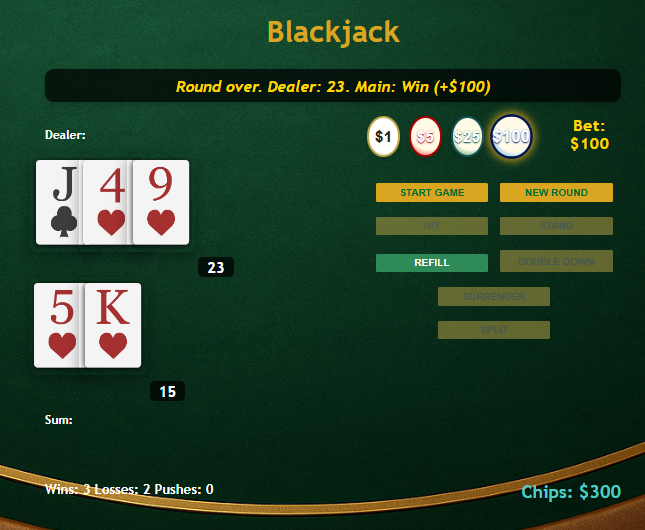 Blackjack
Round over. Dealer: 23. Main: Win (+$100)
Dealer:
$1 $5 $25 $100
Bet:
$100
J 4 9
START GAME NEW ROUND
HIT STAND
REFILL DOUBLE DOWN
23
5 K
SURRENDER
SPLIT
15
Sum:
Wins: 3 Losses: 2 Pushes: 0
Chips: $300